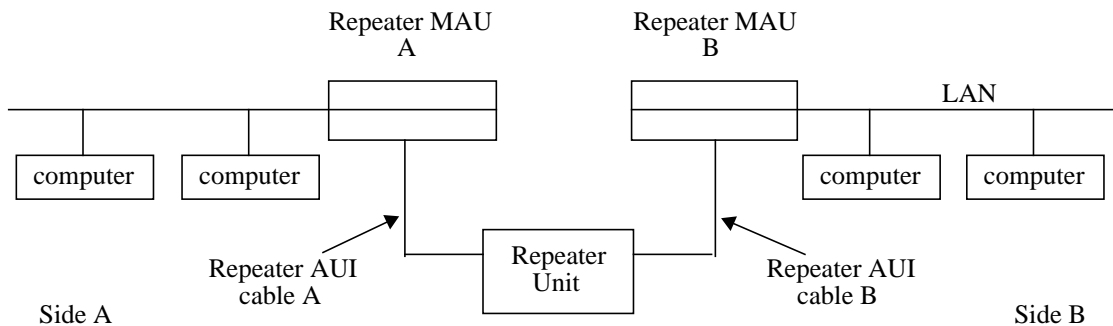 Repeater MAU
A
Repeater MAU
B
LAN
computer
computer
computer
computer
Repeater AUI
cable A
Repeater
Unit
Repeater AUI
cable B
Side A
Side B